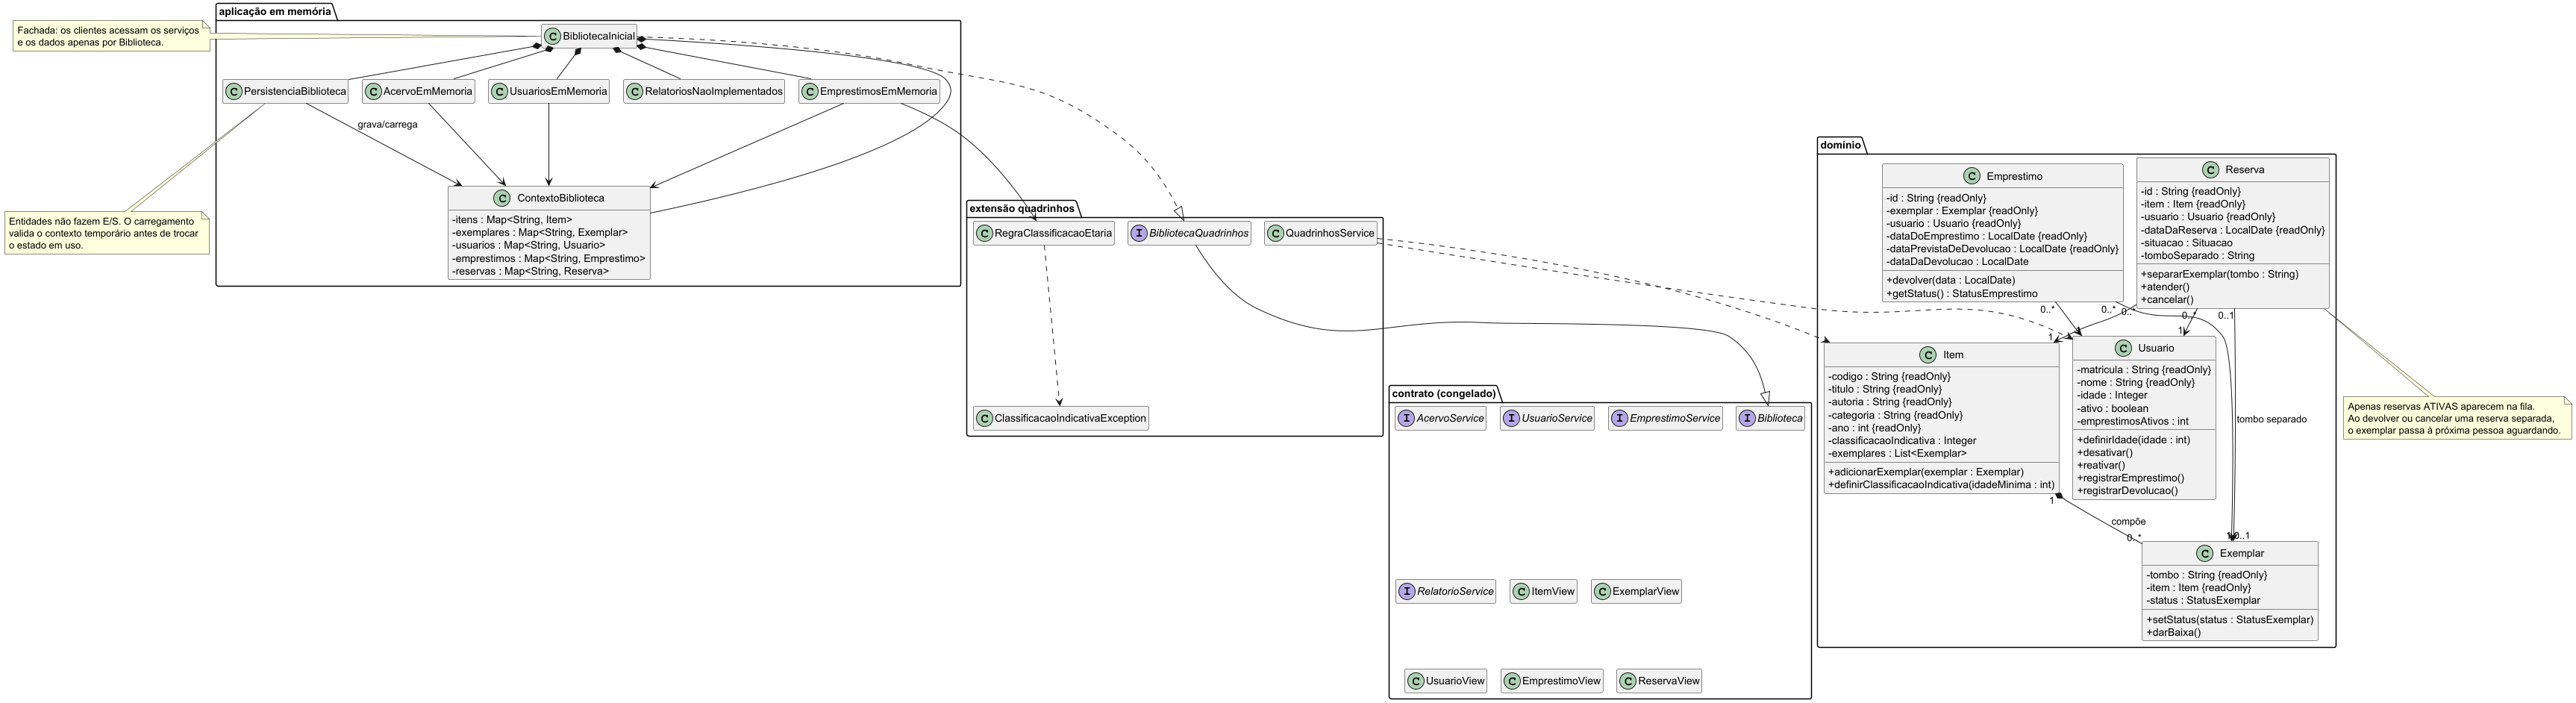 Fachada: os clientes acessam os serviços
e os dados apenas por Biblioteca.
aplicação em memória
C BibliotecaInicial
C PersistenciaBiblioteca
C AcervoEmMemoria
C UsuariosEmMemoria
C RelatoriosNaoImplementados
C EmprestimosEmMemoria
grava/carrega
C ContextoBiblioteca
-itens : Map<String, Item>
-exemplares : Map<String, Exemplar>
-usuarios : Map<String, Usuario>
-emprestimos : Map<String, Emprestimo>
-reservas : Map<String, Reserva>
Entidades não fazem E/S. O carregamento
valida o contexto temporário antes de trocar
o estado em uso.
extensão quadrinhos
C RegraClassificacaoEtaria
I BibliotecaQuadrinhos
C QuadrinhosService
C ClassificacaoIndicativaException
contrato (congelado)
I AcervoService
I UsuarioService
I EmprestimoService
I Biblioteca
I RelatorioService
C ItemView
C ExemplarView
C UsuarioView
C EmprestimoView
C ReservaView
domínio
C Emprestimo
-id : String {readOnly}
-exemplar : Exemplar {readOnly}
-usuario : Usuario {readOnly}
-dataDoEmprestimo : LocalDate {readOnly}
-dataPrevistaDeDevolucao : LocalDate {readOnly}
-dataDaDevolucao : LocalDate
+devolver(data : LocalDate)
+getStatus() : StatusEmprestimo
C Reserva
-id : String {readOnly}
-item : Item {readOnly}
-usuario : Usuario {readOnly}
-dataDaReserva : LocalDate {readOnly}
-situacao : Situacao
-tomboSeparado : String
+separarExemplar(tombo : String)
+atender()
+cancelar()
0..*
0..*
0..*
0..*
0..1
1
1
1
C Item
-codigo : String {readOnly}
-titulo : String {readOnly}
-autoria : String {readOnly}
-categoria : String {readOnly}
-ano : int {readOnly}
-classificacaoIndicativa : Integer
-exemplares : List<Exemplar>
+adicionarExemplar(exemplar : Exemplar)
+definirClassificacaoIndicativa(idadeMinima : int)
C Usuario
-matricula : String {readOnly}
-nome : String {readOnly}
-idade : Integer
-ativo : boolean
-emprestimosAtivos : int
+definirIdade(idade : int)
+desativar()
+reativar()
+registrarEmprestimo()
+registrarDevolucao()
tombo separado
1
compõe
0..*
1
0..1
C Exemplar
-tombo : String {readOnly}
-item : Item {readOnly}
-status : StatusExemplar
+setStatus(status : StatusExemplar)
+darBaixa()
Apenas reservas ATIVAS aparecem na fila.
Ao devolver ou cancelar uma reserva separada,
o exemplar passa à próxima pessoa aguardando.